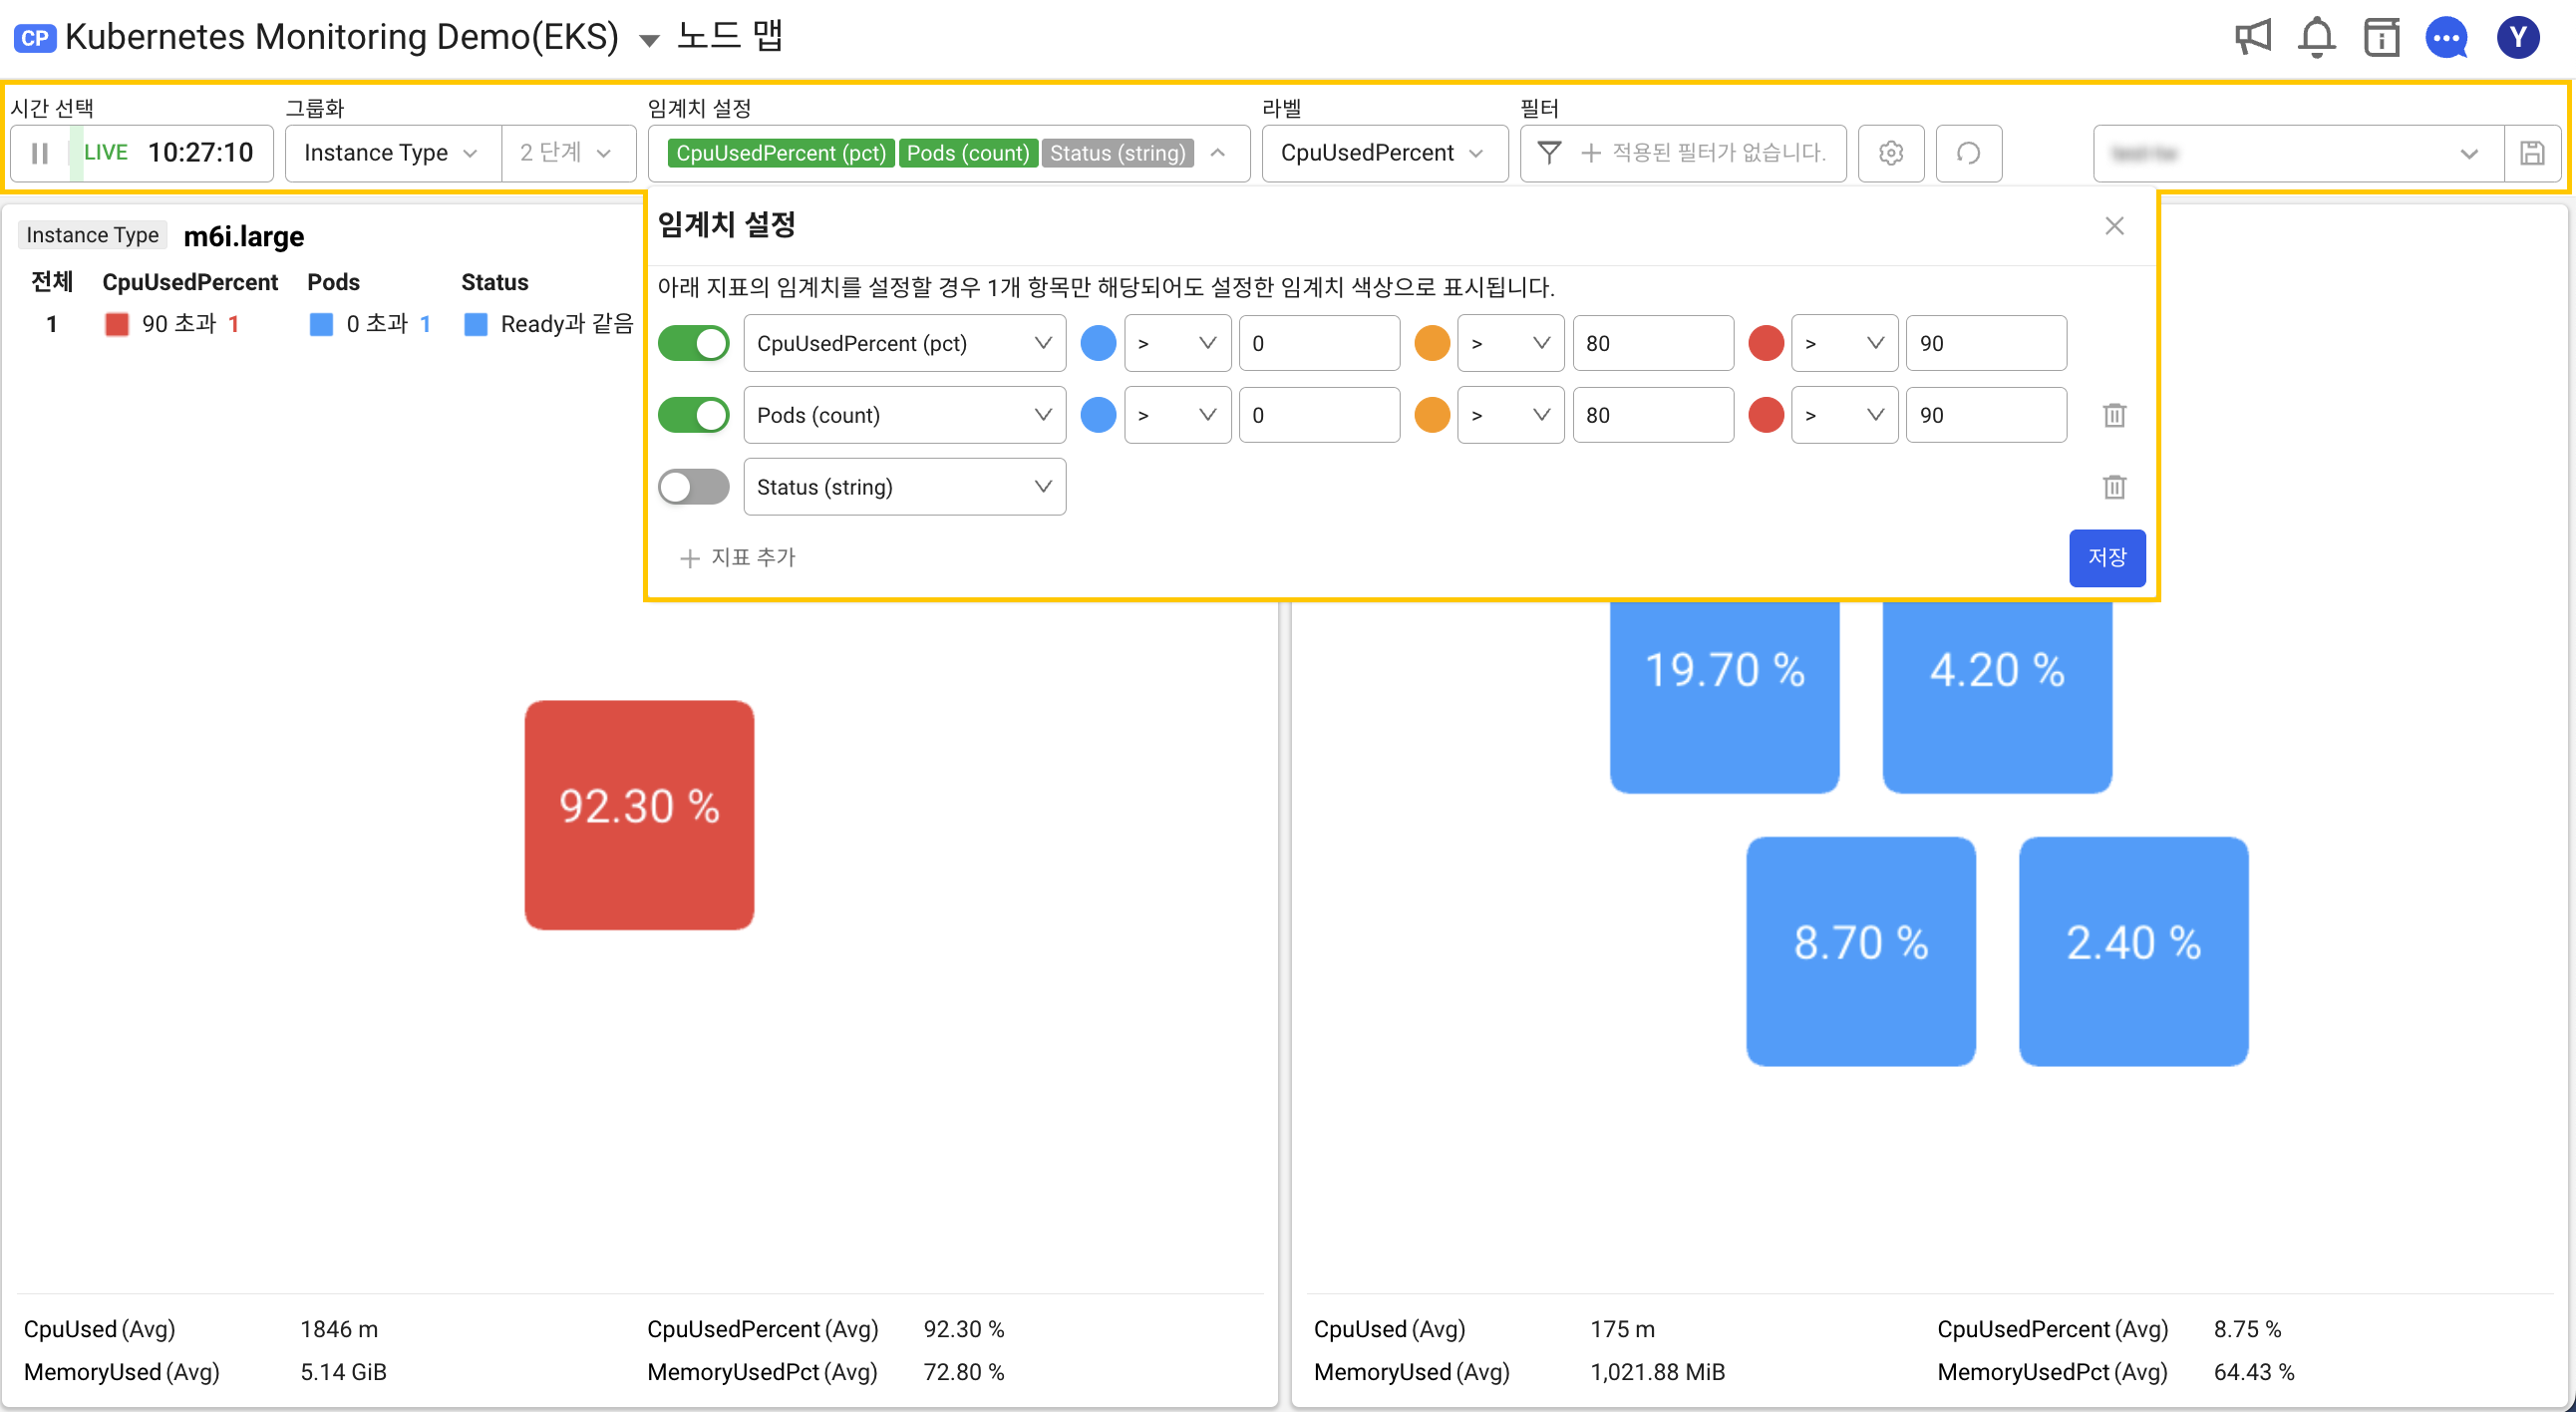 CP Kubernetes Monitoring Demo(EKS) 노드 맵
Y
시간 선택 그룹화 임계치 설정 라벨 필터
LIVE 10:27:10 Instance Type 2 단계 CpuUsedPercent (pct) Pods (count) Status (string) CpuUsedPercent + 적용된 필터가 없습니다.
Instance Type m6i.large
전체 CpuUsedPercent Pods Status
1 90 초과 1 0 초과 1 Ready과 같음
임계치 설정
아래 지표의 임계치를 설정할 경우 1개 항목만 해당되어도 설정한 임계치 색상으로 표시됩니다.
CpuUsedPercent (pct) > 0 > 80 > 90
Pods (count) > 0 > 80 > 90
Status (string)
+ 지표 추가
저장
19.70 % 4.20 %
92.30 %
8.70 % 2.40 %
CpuUsed (Avg) 1846 m CpuUsedPercent (Avg) 92.30 %
MemoryUsed (Avg) 5.14 GiB MemoryUsedPct (Avg) 72.80 %
CpuUsed (Avg) 175 m CpuUsedPercent (Avg) 8.75 %
MemoryUsed (Avg) 1,021.88 MiB MemoryUsedPct (Avg) 64.43 %